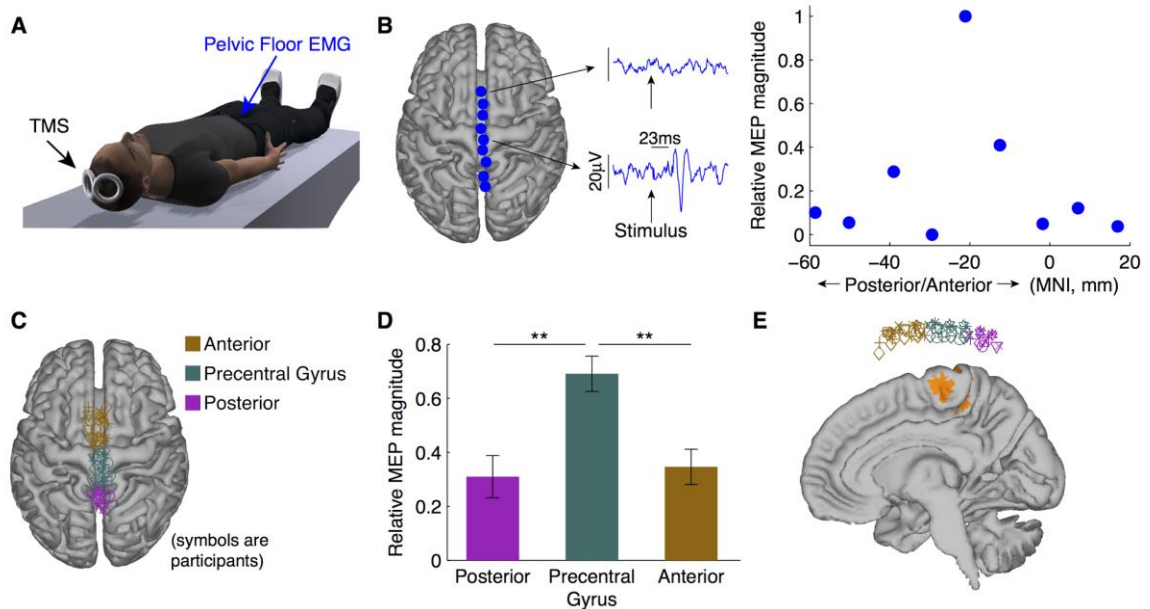 A
Pelvic Floor EMG
TMS
B
23ms
20µV
Stimulus
Relative MEP magnitude
1
0.8
0.6
0.4
0.2
0
−60
−40
−20
0
20
← Posterior/Anterior → (MNI, mm)
C
Anterior
Precentral Gyrus
Posterior
(symbols are
participants)
D
**
**
Relative MEP magnitude
0.8
0.6
0.4
0.2
0
Posterior
Precentral
Gyrus
Anterior
E